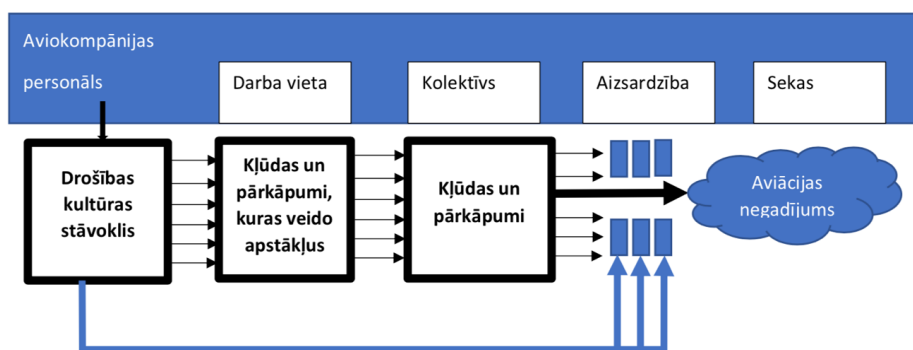 Aviokompānijas
personāls
Darba vieta
Kolektīvs
Aizsardzība
Sekas
Drošības
kultūras
stāvoklis
Kļūdas un
pārkāpumi,
kuras veido
apstākļus
Kļūdas un
pārkāpumi
Aviācijas
negadījums